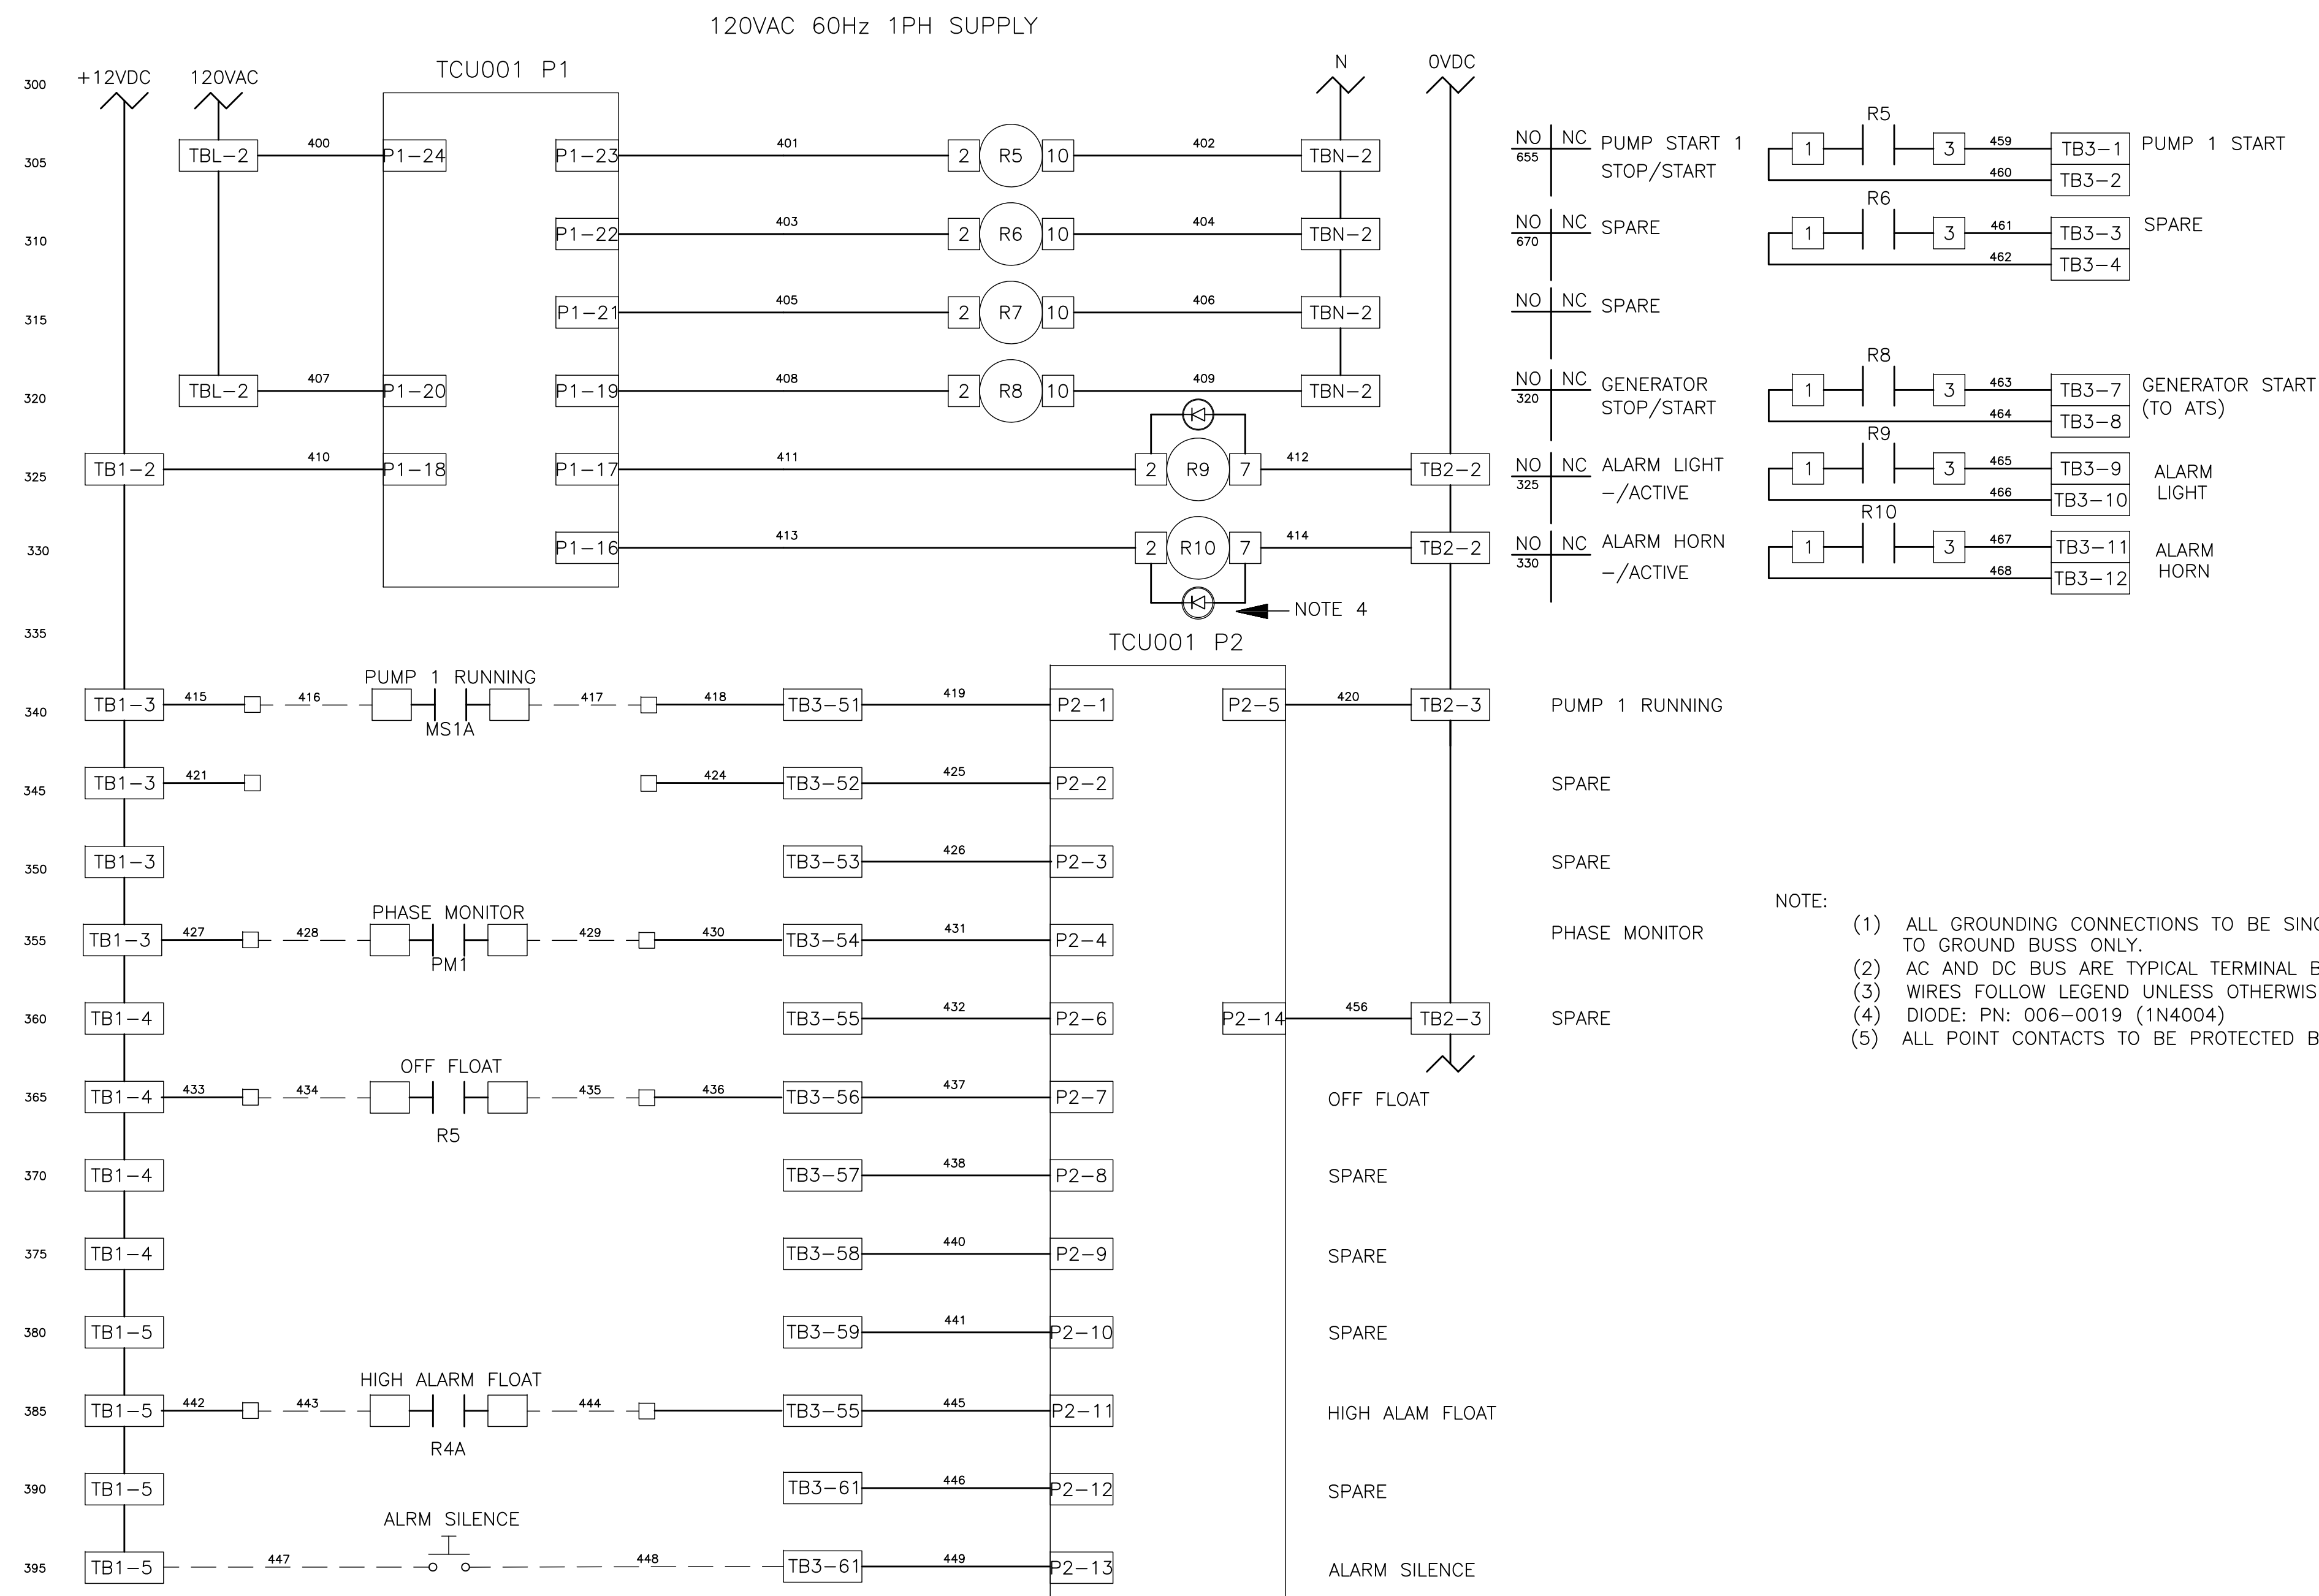 120VAC 60Hz 1PH SUPPLY
300 +12VDC 120VAC TCU001 P1 N 0VDC
R5
305 TBL-2 400 P1-24 P1-23 401 2 R5 10 402 TBN-2 NO NC 655 PUMP START 1 1 3 459 TB3-1 PUMP 1 START
STOP/START 460 TB3-2
R6
310 P1-22 403 2 R6 10 404 TBN-2 NO NC 670 SPARE 1 3 461 TB3-3 SPARE
462 TB3-4
315 P1-21 405 2 R7 10 406 TBN-2 NO NC SPARE
R8
320 TBL-2 407 P1-20 P1-19 408 2 R8 10 409 TBN-2 NO NC 320 GENERATOR 1 3 463 TB3-7 GENERATOR START
STOP/START 464 TB3-8 (TO ATS)
R9
325 TB1-2 410 P1-18 P1-17 411 2 R9 7 412 TB2-2 NO NC 325 ALARM LIGHT 1 3 465 TB3-9 ALARM
-/ACTIVE 466 TB3-10 LIGHT
R10
330 P1-16 413 2 R10 7 414 TB2-2 NO NC 330 ALARM HORN 1 3 467 TB3-11 ALARM
-/ACTIVE 468 TB3-12 HORN
NOTE 4
335 TCU001 P2
PUMP 1 RUNNING
340 TB1-3 415 416 417 418 TB3-51 419 P2-1 P2-5 420 TB2-3 PUMP 1 RUNNING
MS1A
345 TB1-3 421 424 TB3-52 425 P2-2 SPARE
350 TB1-3 TB3-53 426 P2-3 SPARE
PHASE MONITOR
355 TB1-3 427 428 429 430 TB3-54 431 P2-4 PHASE MONITOR
PM1
NOTE:
(1) ALL GROUNDING CONNECTIONS TO BE
TO GROUND BUSS ONLY.
(2) AC AND DC BUS ARE TYPICAL TERMINAL
(3) WIRES FOLLOW LEGEND UNLESS
(4) DIODE: PN: 006-0019 (1N4004)
(5) ALL POINT CONTACTS TO BE PROTECTED
360 TB1-4 TB3-55 432 P2-6 P2-14 456 TB2-3 SPARE
OFF FLOAT
365 TB1-4 433 434 435 436 TB3-56 437 P2-7 OFF FLOAT
R5
370 TB1-4 TB3-57 438 P2-8 SPARE
375 TB1-4 TB3-58 440 P2-9 SPARE
380 TB1-5 TB3-59 441 P2-10 SPARE
HIGH ALARM FLOAT
385 TB1-5 442 443 444 TB3-55 445 P2-11 HIGH ALAM FLOAT
R4A
390 TB1-5 TB3-61 446 P2-12 SPARE
ALRM SILENCE
395 TB1-5 447 448 TB3-61 449 P2-13 ALARM SILENCE